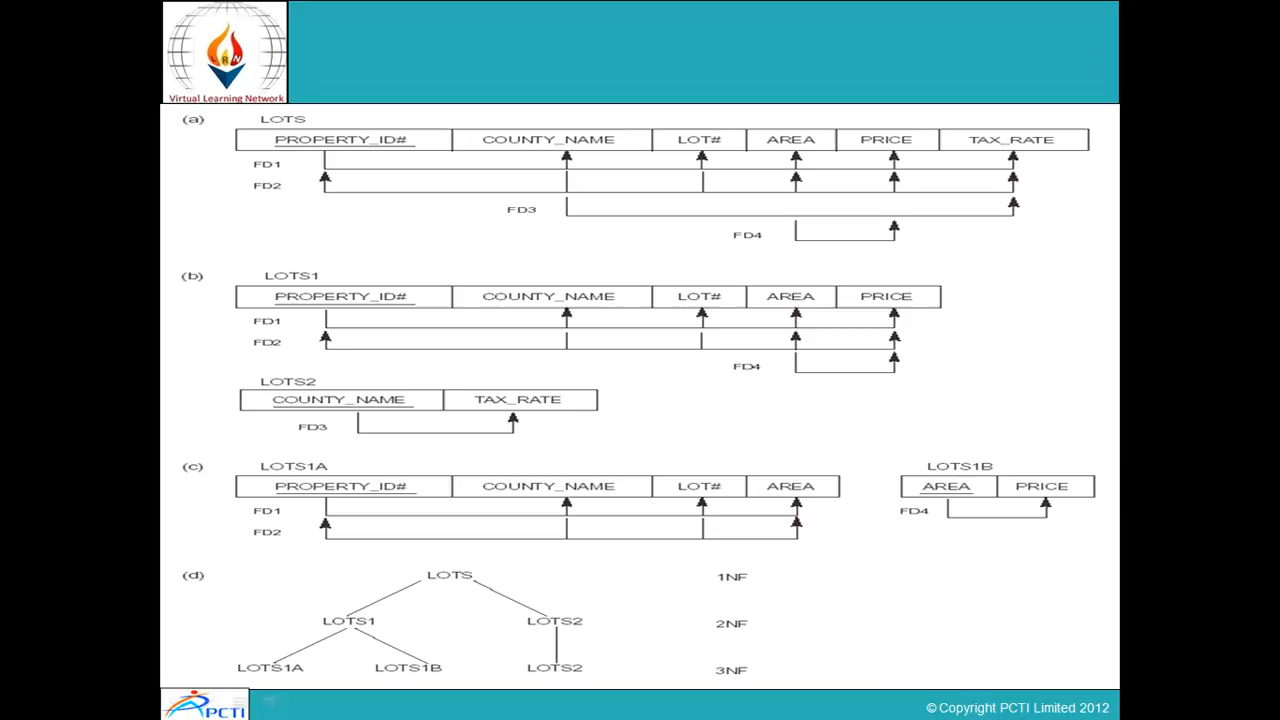 LRN
Virtual Learning Network
(a) LOTS
PROPERTY_ID# COUNTY_NAME LOT# AREA PRICE TAX_RATE
FD1
FD2
FD3
FD4
(b) LOTS1
PROPERTY_ID# COUNTY_NAME LOT# AREA PRICE
FD1
FD2
FD4
LOTS2
COUNTY_NAME TAX_RATE
FD3
(c) LOTS1A LOTS1B
PROPERTY_ID# COUNTY_NAME LOT# AREA AREA PRICE
FD1 FD4
FD2
(d) LOTS 1NF
LOTS1 LOTS2 2NF
LOTS1A LOTS1B LOTS2 3NF
PCTI
© Copyright PCTI Limited 2012